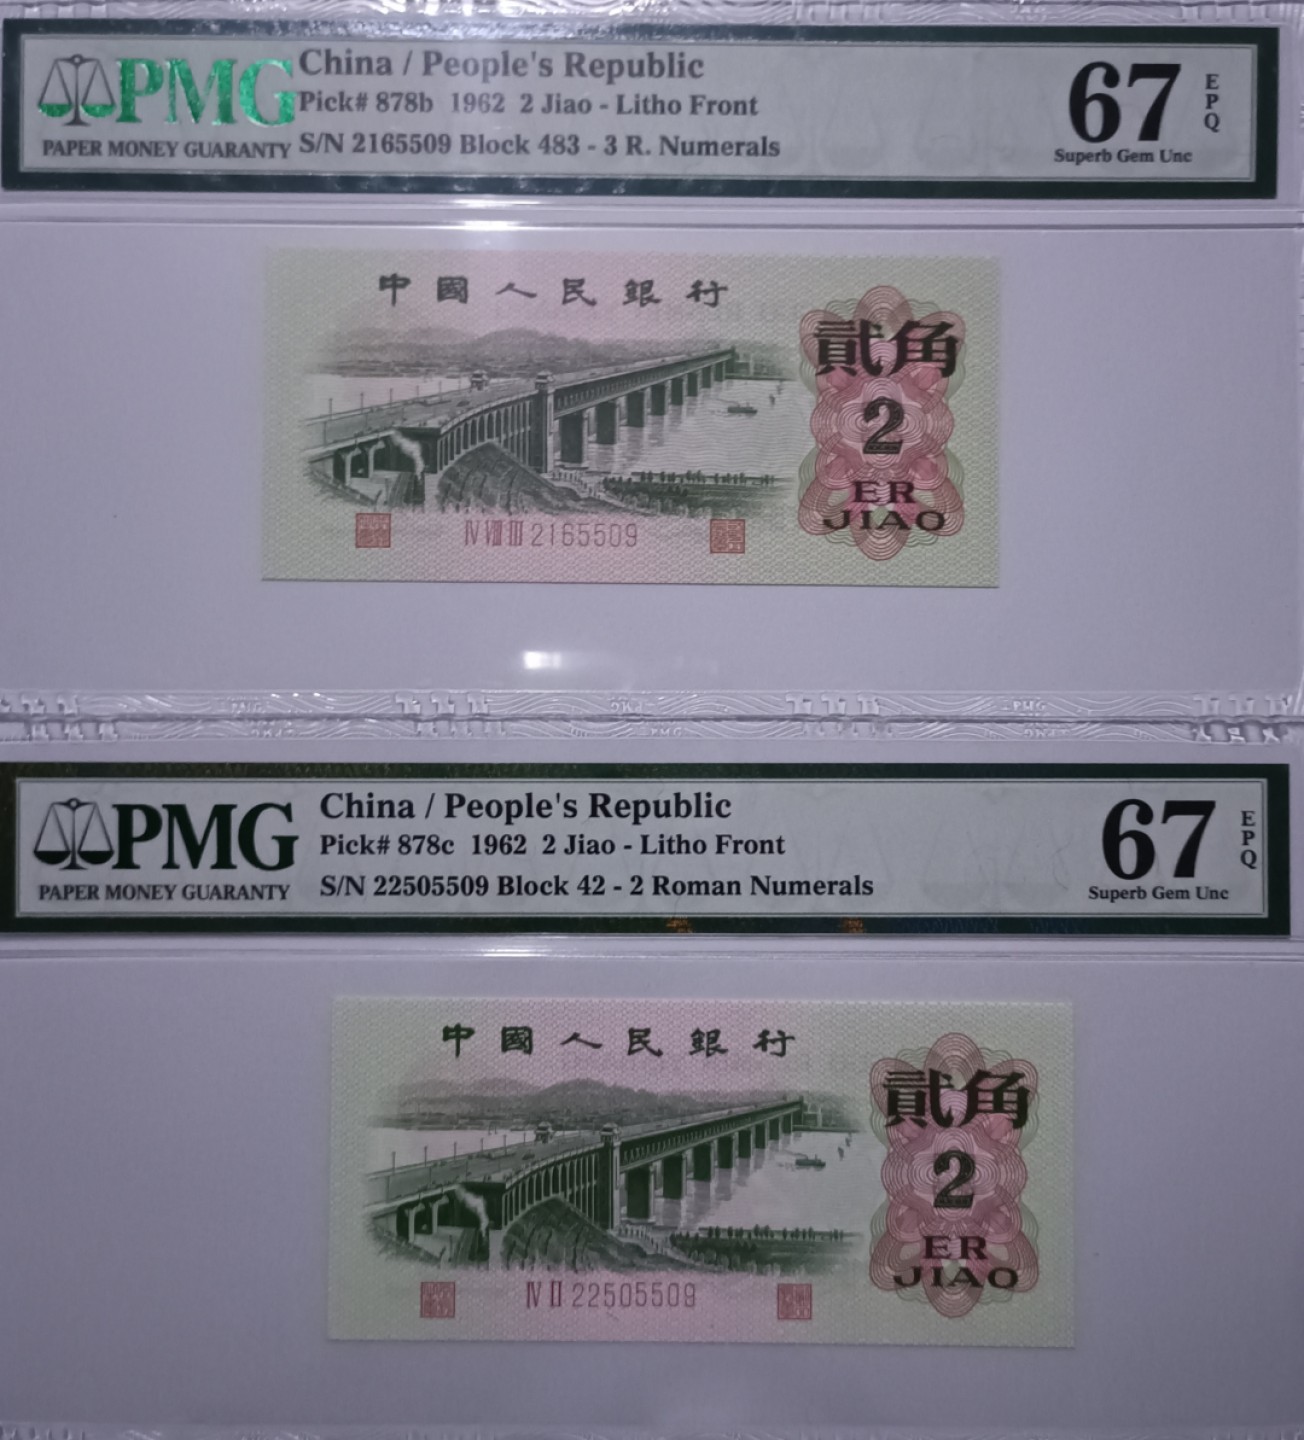 PMG
PAPER MONEY GUARANTY
China / People's Republic
Pick# 878b 1962 2 Jiao - Litho Front
S/N 2165509 Block 483 - 3 R. Numerals
67
EPQ
Superb Gem Unc
中國人民銀行
貳角
2
ER
JIAO
Ⅳ Ⅷ Ⅲ 2165509
PMG
PAPER MONEY GUARANTY
China / People's Republic
Pick# 878c 1962 2 Jiao - Litho Front
S/N 22505509 Block 42 - 2 Roman Numerals
67
EPQ
Superb Gem Unc
中國人民銀行
貳角
2
ER
JIAO
Ⅳ Ⅱ 22505509